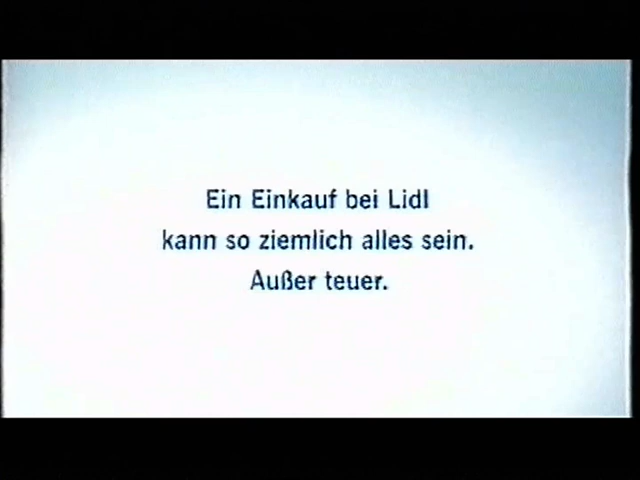 Ein Einkauf bei Lidl
kann so ziemlich alles sein.
Außer teuer.